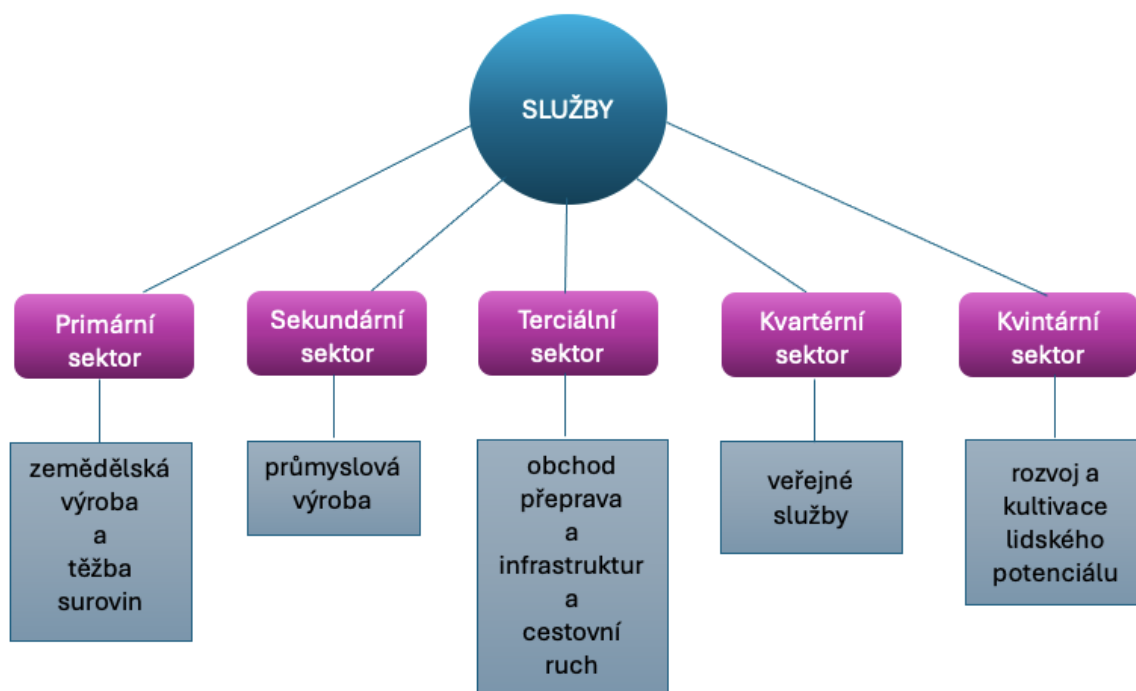 SLUŽBY
Primární
sektor
Sekundární
sektor
Terciální
sektor
Kvartérní
sektor
Kvintární
sektor
zemědělská
výroba
a
těžba
surovin
průmyslová
výroba
obchod
přeprava
a
infrastruktur
a
cestovní
ruch
veřejné
služby
rozvoj a
kultivace
lidského
potenciálu